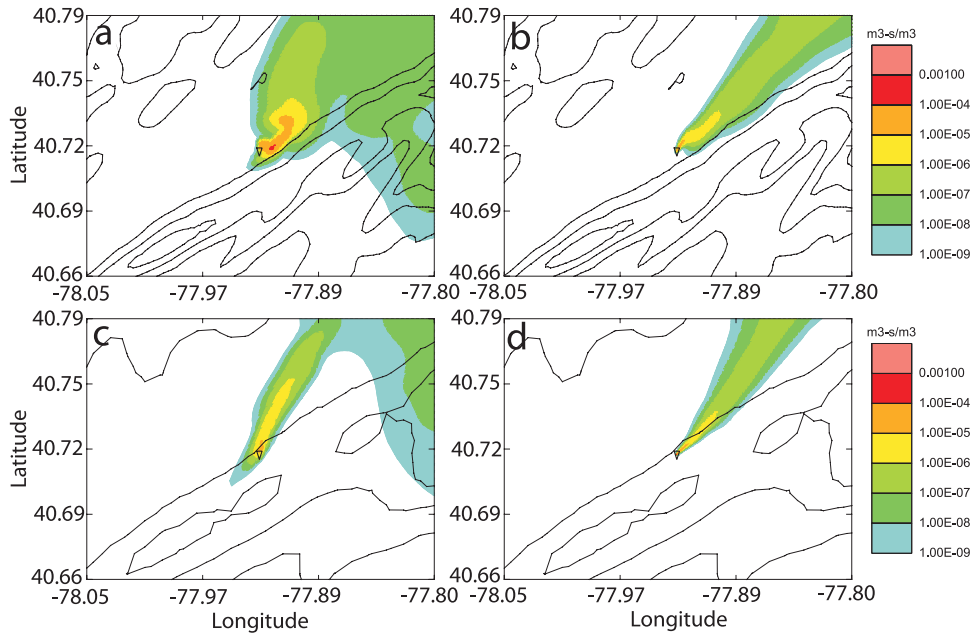 a
40.79
40.75
40.72
40.69
40.66
Latitude
-78.05
-77.97
-77.89
-77.80
b
-78.05
-77.97
-77.89
-77.80
m3-s/m3
0.00100
1.00E-04
1.00E-05
1.00E-06
1.00E-07
1.00E-08
1.00E-09
c
40.79
40.75
40.72
40.69
40.66
Latitude
-78.05
-77.97
-77.89
-77.80
Longitude
d
-78.05
-77.97
-77.89
-77.80
Longitude
m3-s/m3
0.00100
1.00E-04
1.00E-05
1.00E-06
1.00E-07
1.00E-08
1.00E-09